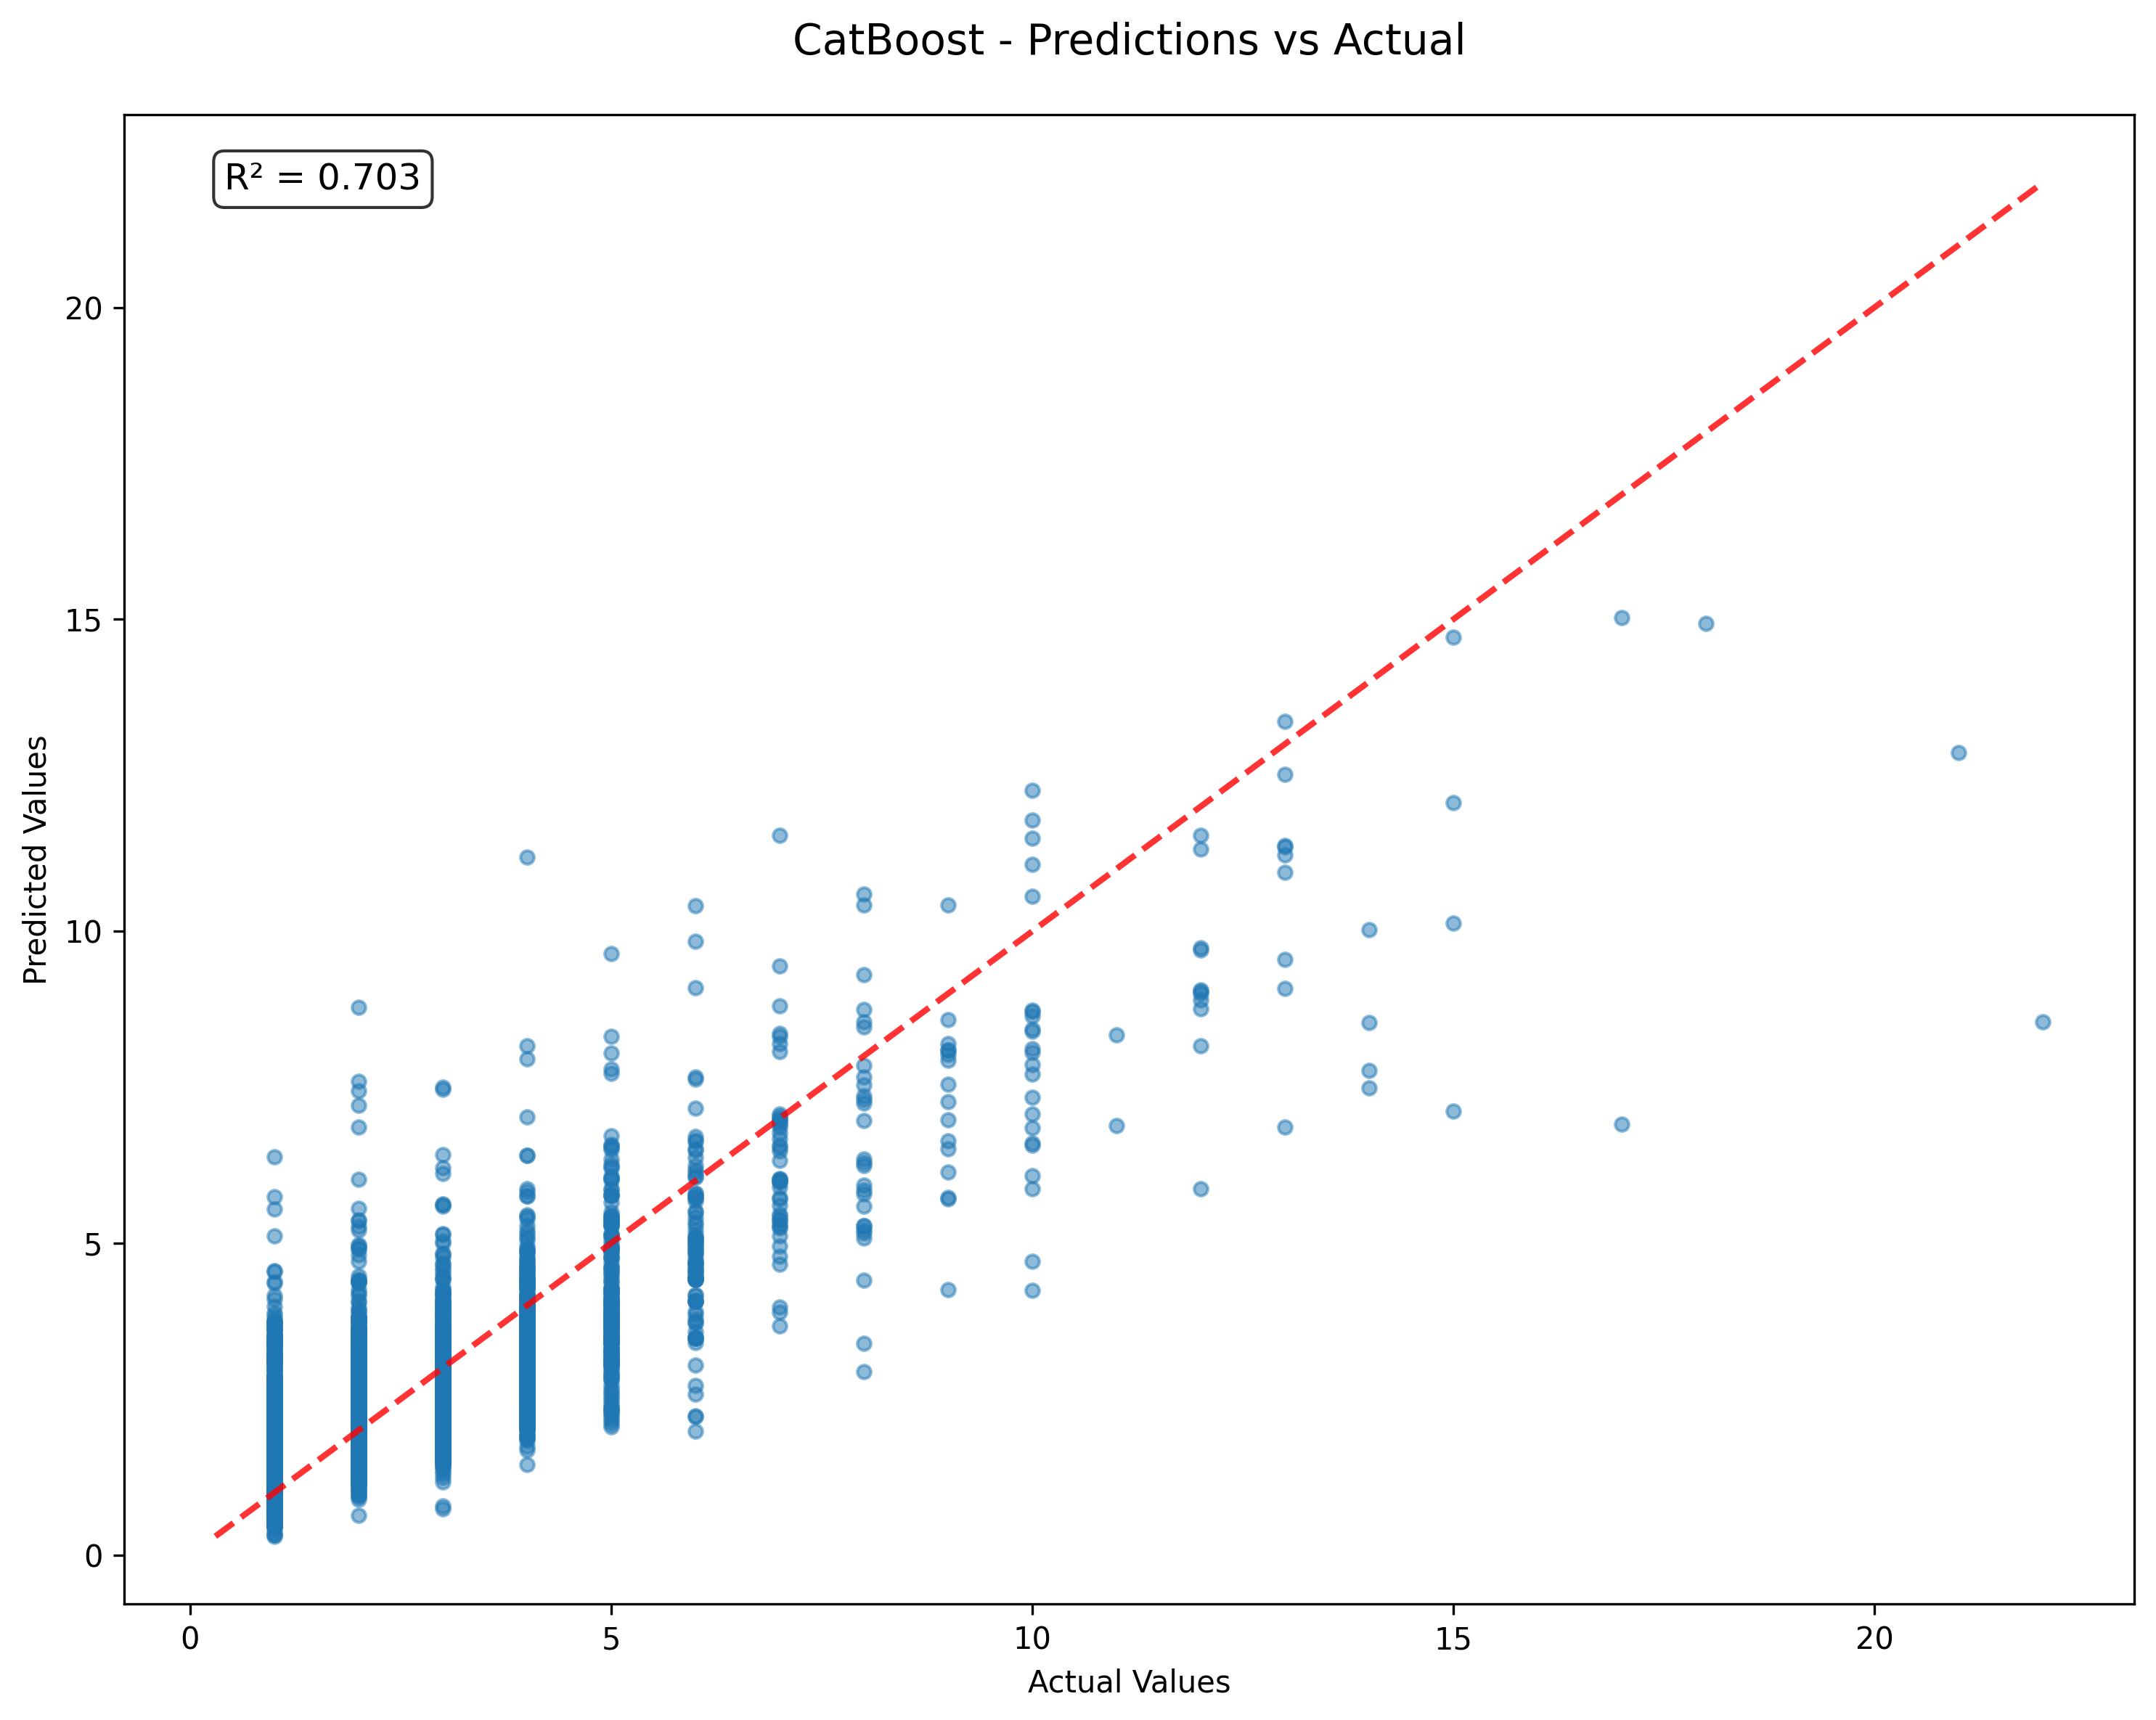 CatBoost - Predictions vs Actual
R² = 0.703
20
15
10
5
0
Predicted Values
0
5
10
15
20
Actual Values